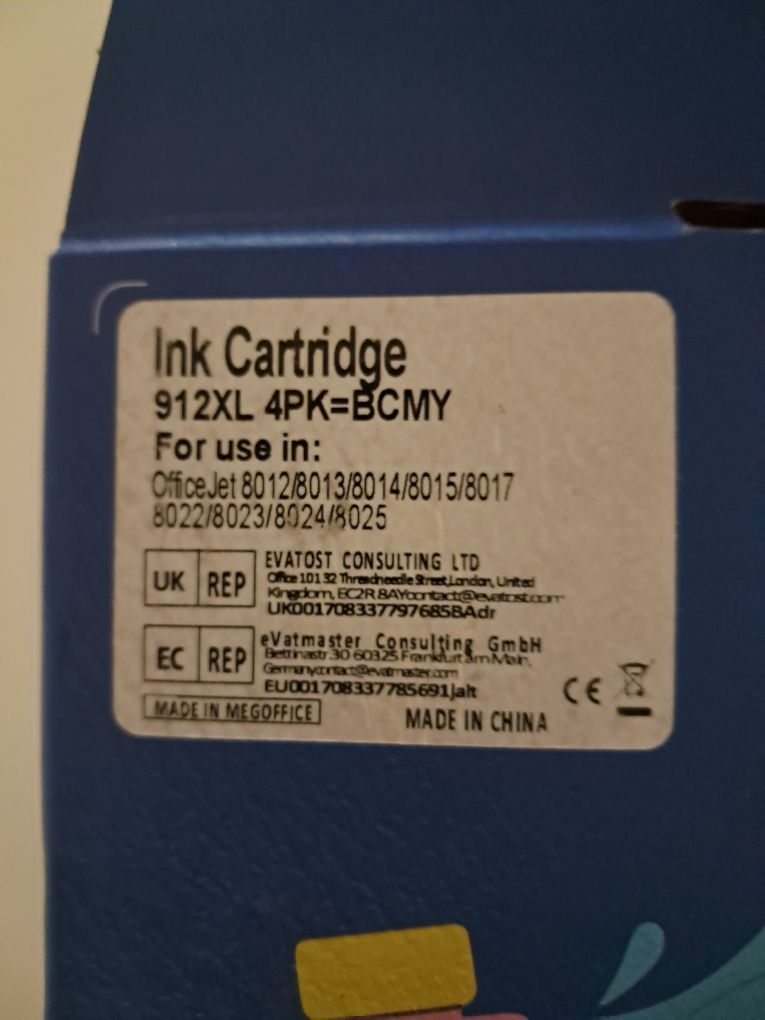 Ink Cartridge
912XL 4PK=BCMY
For use in:
OfficeJet 8012/8013/8014/8015/8017
8022/8023/8024/8025
UK REP
EVATOST CONSULTING LTD
Office 101 32 Threadneedle Street,London, United
Kingdom, EC2R 8AYcontact@evatost.com
UK001708337797685BAdr
EC REP
eVatmaster Consulting GmbH
Bettinastr.30 60325 Frankfurt am Main,
Germanycontact@evatmaster.com
EU001708337785691jaIt
MADE IN MEGOFFICE
MADE IN CHINA
CE